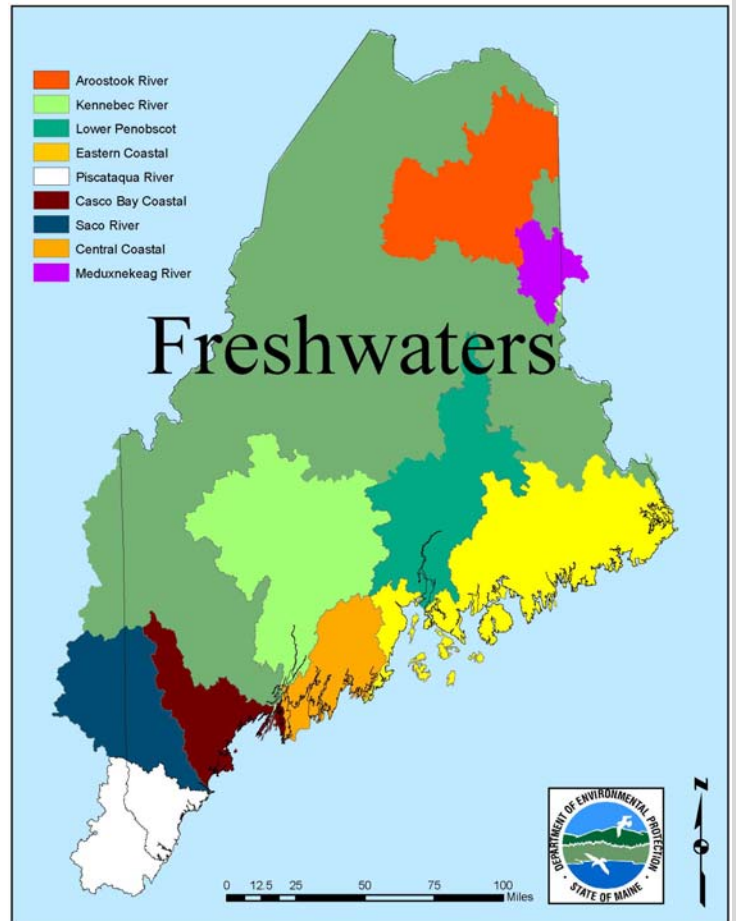 Aroostook River
Kennebec River
Lower Penobscot
Eastern Coastal
Piscataqua River
Casco Bay Coastal
Saco River
Central Coastal
Meduxnekeag River
Freshwaters
DEPARTMENT OF ENVIRONMENTAL PROTECTION
STATE OF MAINE
N
0 12.5 25 50 75 100
Miles